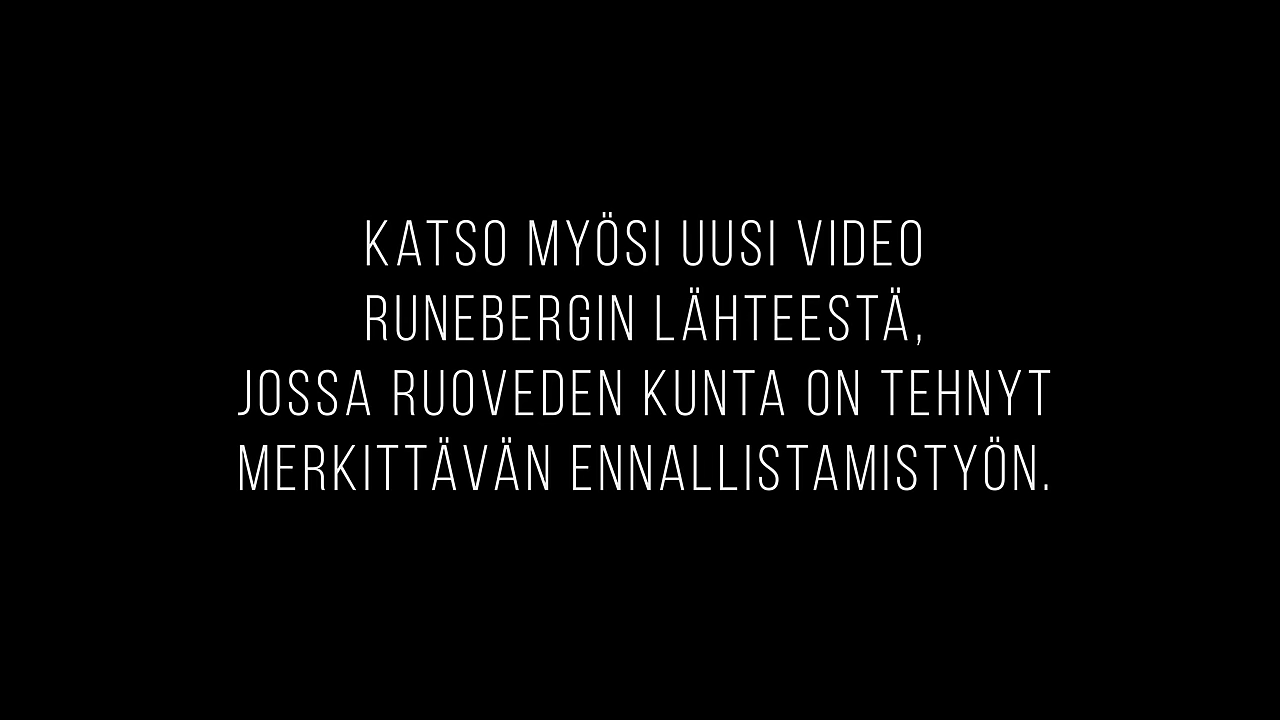 KATSO MYÖSI UUSI VIDEO
RUNEBERGIN LÄHTEESTÄ,
JOSSA RUOVEDEN KUNTA ON TEHNYT
MERKITTÄVÄN ENNALLISTAMISTYÖN.